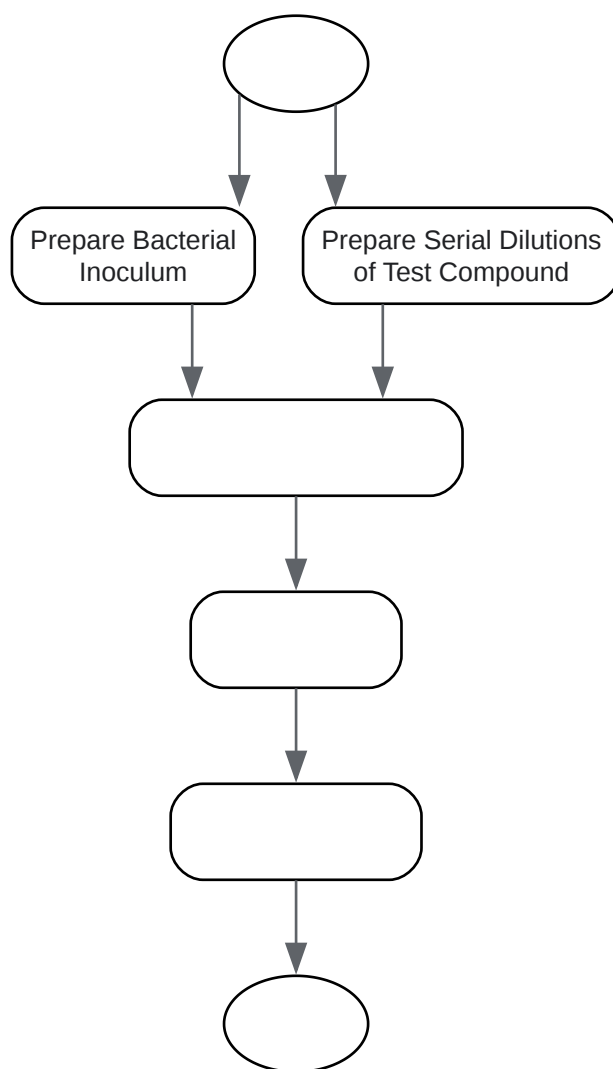 Prepare Bacterial
Inoculum
Prepare Serial Dilutions
of Test Compound